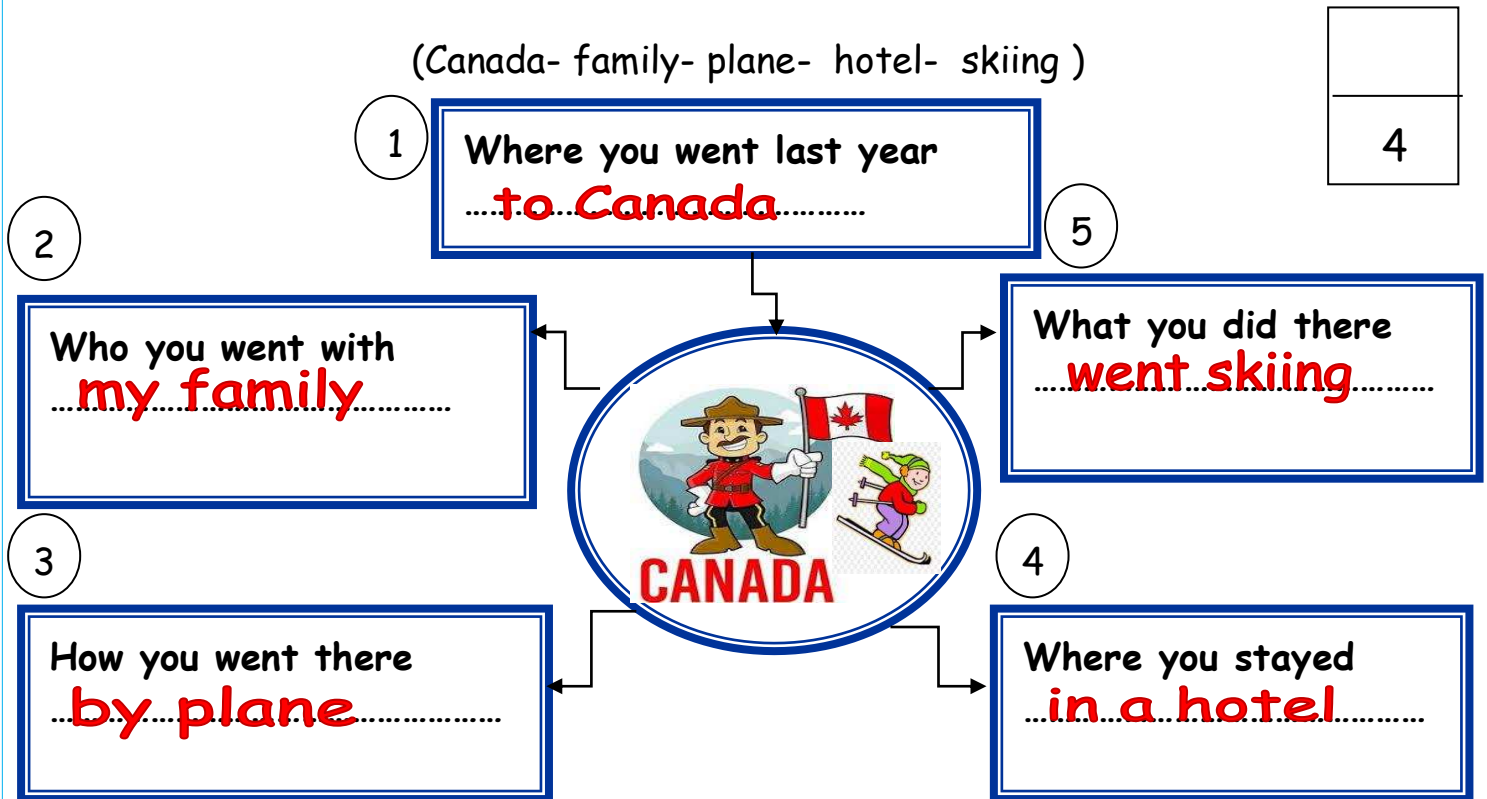 (Canada- family- plane- hotel- skiing )
4
1
Where you went last year
to Canada
2
Who you went with
my family
3
How you went there
by plane
4
Where you stayed
in a hotel
5
What you did there
went skiing
CANADA